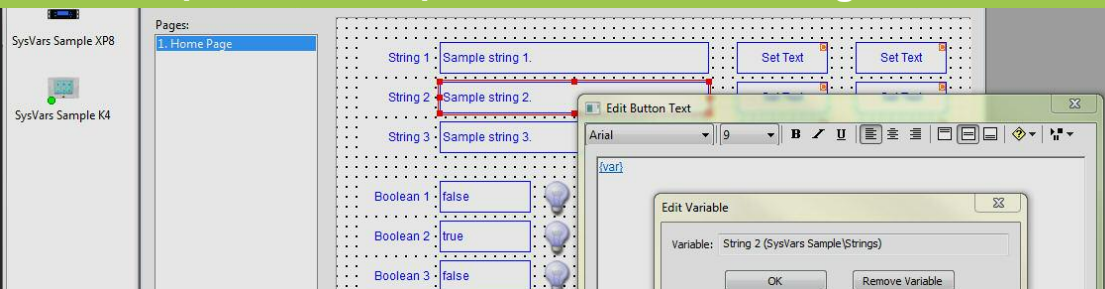 SysVars Sample XP8
SysVars Sample K4
Pages:
1. Home Page
String 1 Sample string 1. Set Text Set Text
String 2 Sample string 2.
String 3 Sample string 3.
Boolean 1 false
Boolean 2 true
Boolean 3 false
Edit Button Text
Arial 9 B I U
{var}
Edit Variable
Variable: String 2 (SysVars Sample\Strings)
OK Remove Variable